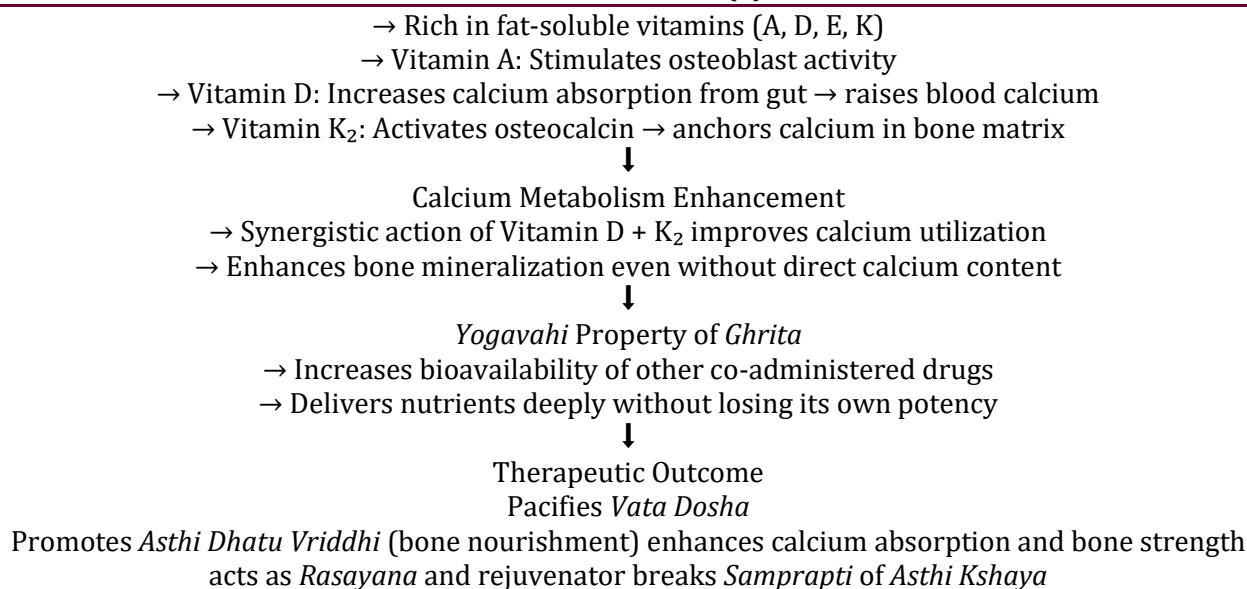 → Rich in fat-soluble vitamins (A, D, E, K)
→ Vitamin A: Stimulates osteoblast activity
→ Vitamin D: Increases calcium absorption from gut → raises blood calcium
→ Vitamin K₂: Activates osteocalcin → anchors calcium in bone matrix
⬇
Calcium Metabolism Enhancement
→ Synergistic action of Vitamin D + K₂ improves calcium utilization
→ Enhances bone mineralization even without direct calcium content
⬇
Yogavahi Property of Ghrita
→ Increases bioavailability of other co-administered drugs
→ Delivers nutrients deeply without losing its own potency
⬇
Therapeutic Outcome
Pacifies Vata Dosha
Promotes Asthi Dhatu Vriddhi (bone nourishment) enhances calcium absorption and bone strength
acts as Rasayana and rejuvenator breaks Samprapti of Asthi Kshaya